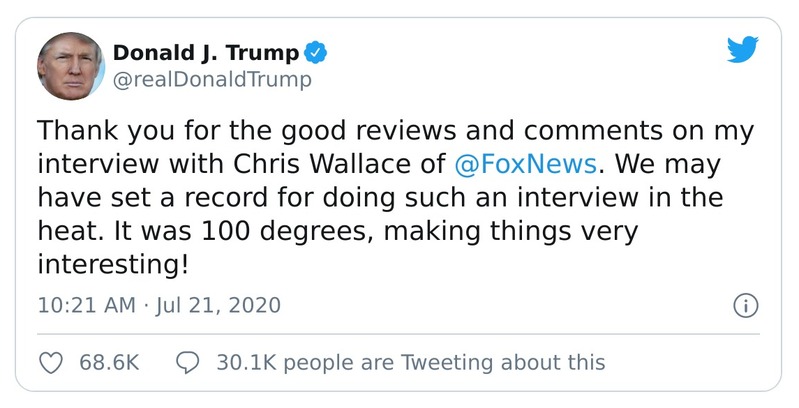 Donald J. Trump
@realDonaldTrump
Thank you for the good reviews and comments on my
interview with Chris Wallace of @FoxNews. We may
have set a record for doing such an interview in the
heat. It was 100 degrees, making things very
interesting!
10:21 AM · Jul 21, 2020
68.6K 30.1K people are Tweeting about this